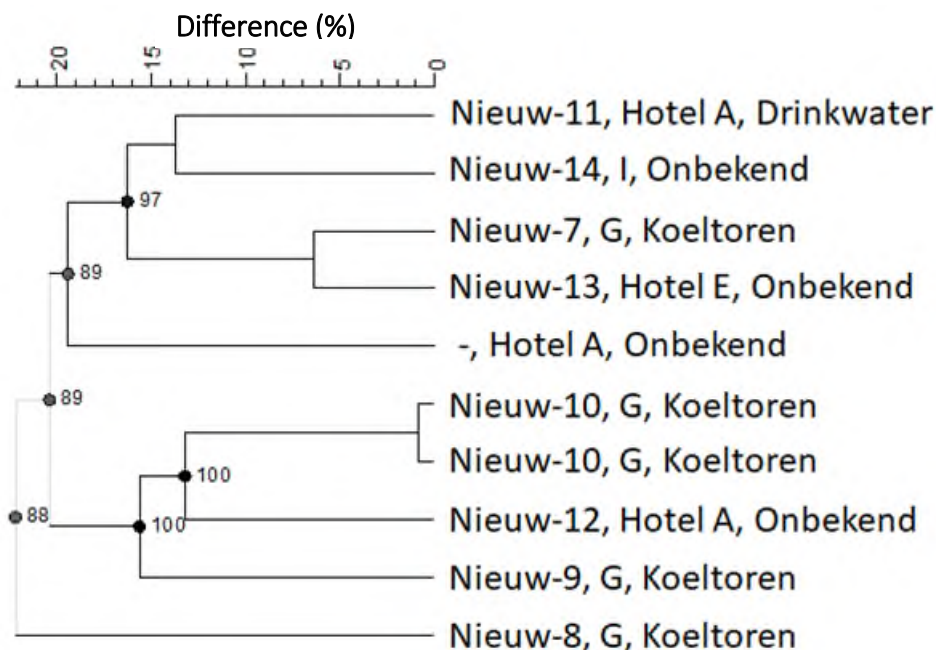 Difference (%)
20 15 10 5 0
Nieuw-11, Hotel A, Drinkwater
Nieuw-14, I, Onbekend
97
Nieuw-7, G, Koeltoren
89
Nieuw-13, Hotel E, Onbekend
-, Hotel A, Onbekend
89
Nieuw-10, G, Koeltoren
Nieuw-10, G, Koeltoren
100
88
Nieuw-12, Hotel A, Onbekend
100
Nieuw-9, G, Koeltoren
Nieuw-8, G, Koeltoren